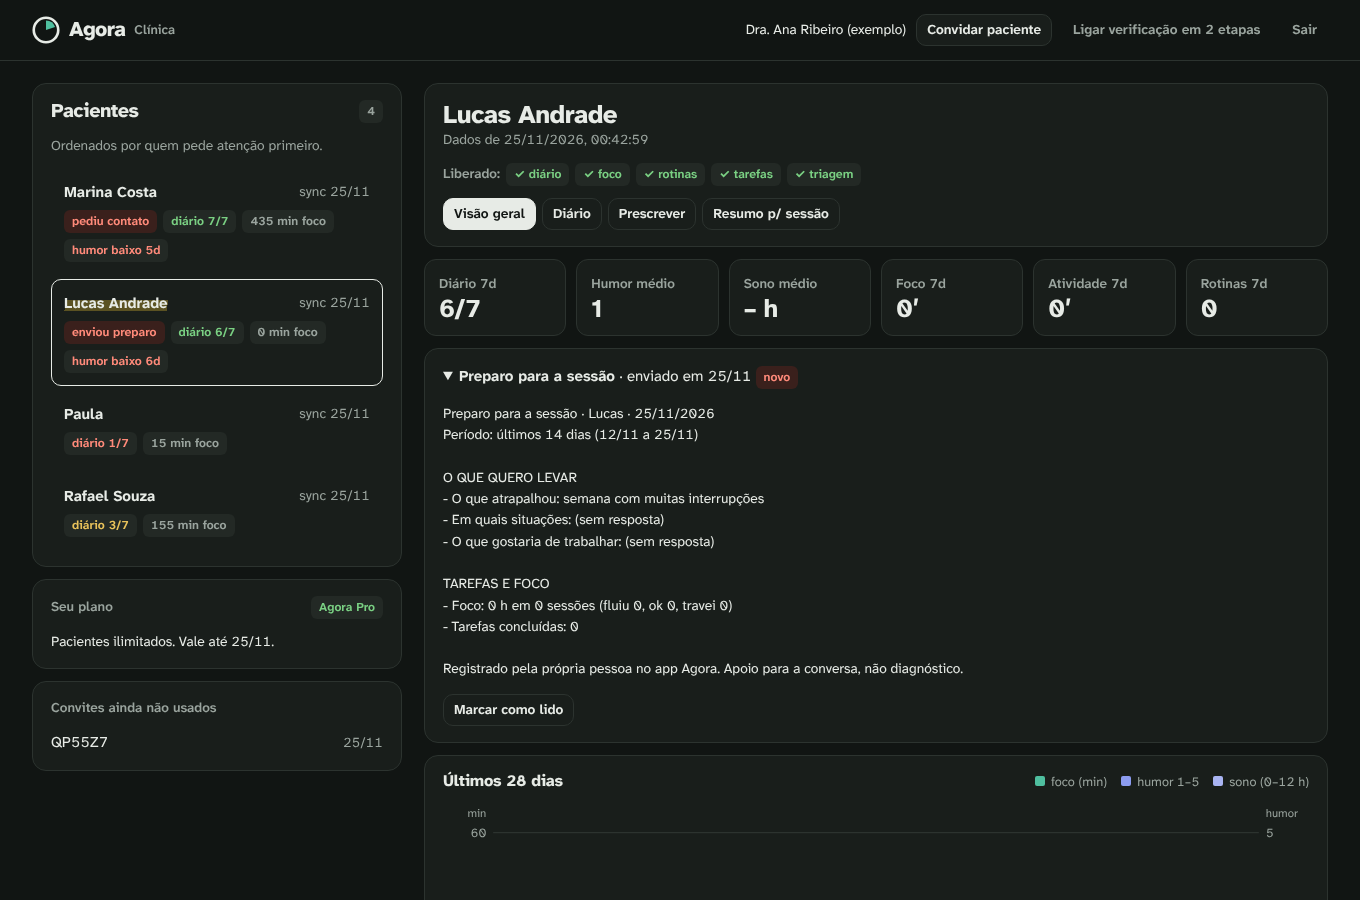 Agora Clínica
Dra. Ana Ribeiro (exemplo) Convidar paciente Ligar verificação em 2 etapas Sair
Pacientes 4
Ordenados por quem pede atenção primeiro.
Marina Costa sync 25/11
pediu contato diário 7/7 435 min foco
humor baixo 5d
Lucas Andrade sync 25/11
enviou preparo diário 6/7 0 min foco
humor baixo 6d
Paula sync 25/11
diário 1/7 15 min foco
Rafael Souza sync 25/11
diário 3/7 155 min foco
Seu plano Agora Pro
Pacientes ilimitados. Vale até 25/11.
Convites ainda não usados
QP55Z7 25/11
Lucas Andrade
Dados de 25/11/2026, 00:42:59
Liberado: ✓ diário ✓ foco ✓ rotinas ✓ tarefas ✓ triagem
Visão geral Diário Prescrever Resumo p/ sessão
Diário 7d Humor médio Sono médio Foco 7d Atividade 7d Rotinas 7d
6/7 1 – h 0′ 0′ 0
▼ Preparo para a sessão · enviado em 25/11 novo
Preparo para a sessão · Lucas · 25/11/2026
Período: últimos 14 dias (12/11 a 25/11)
O QUE QUERO LEVAR
- O que atrapalhou: semana com muitas interrupções
- Em quais situações: (sem resposta)
- O que gostaria de trabalhar: (sem resposta)
TAREFAS E FOCO
- Foco: 0 h em 0 sessões (fluiu 0, ok 0, travei 0)
- Tarefas concluídas: 0
Registrado pela própria pessoa no app Agora. Apoio para a conversa, não diagnóstico.
Marcar como lido
Últimos 28 dias foco (min) humor 1–5 sono (0–12 h)
min humor
60 5